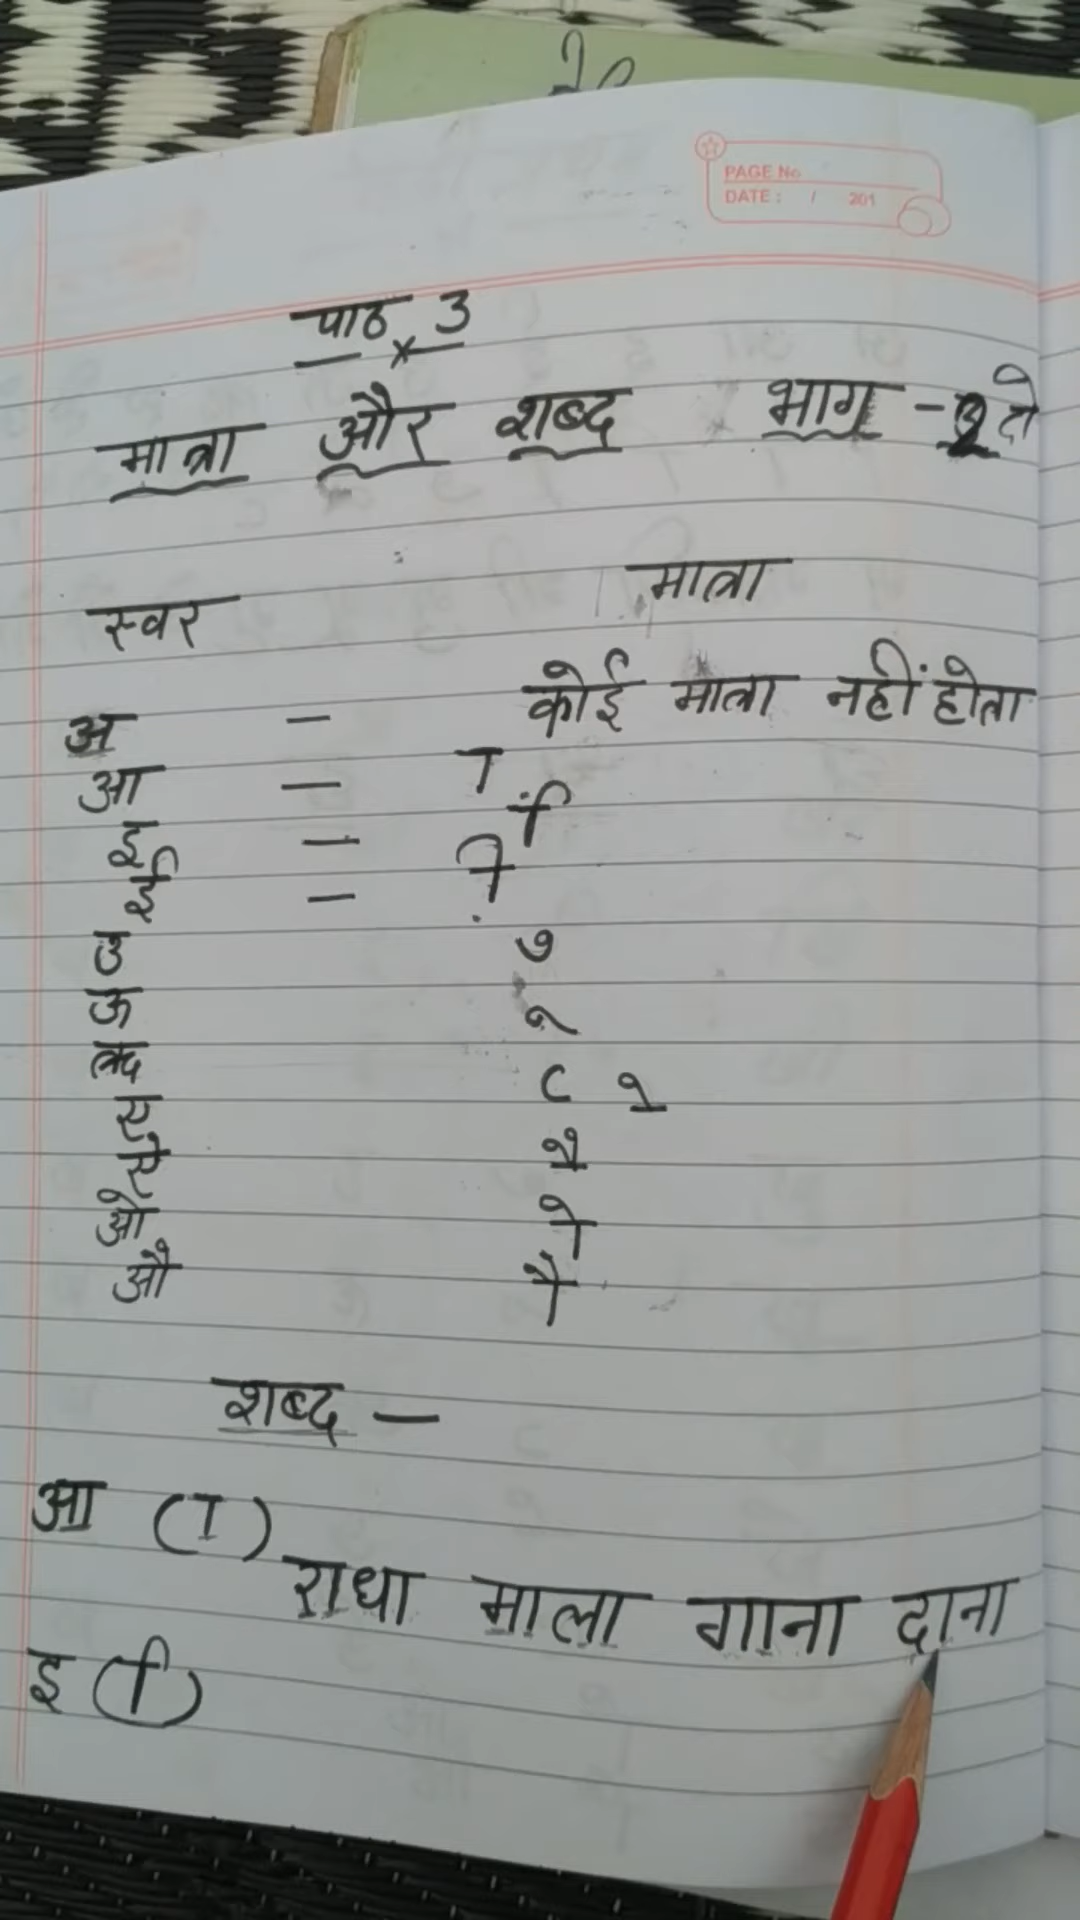 PAGE No
DATE : / 201
पाठ 3
मात्रा और शब्द भाग - 2 दो
स्वर मात्रा
अ - कोई मात्रा नहीं होता
आ - ा
इ - ि
ई - ी
उ ु
ऊ ू
ऋ ृ
ए े
ऐ ै
ओ ो
औ ौ
शब्द -
आ (ा)
राधा माला गाना दाना
इ (ि)